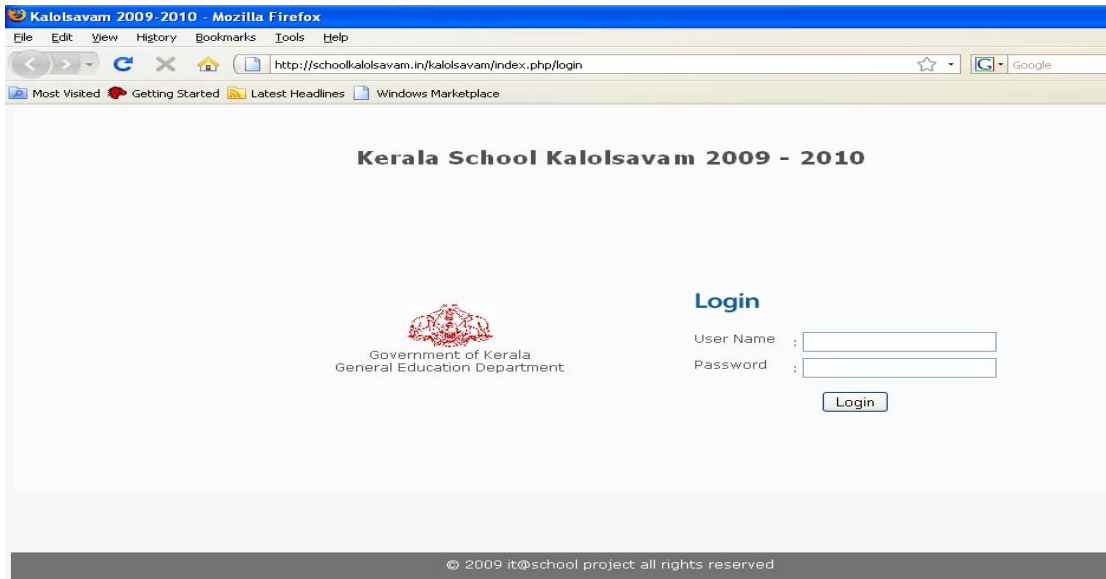 Kalolsavam 2009-2010 - Mozilla Firefox
File Edit View History Bookmarks Tools Help
http://schoolkalolsavam.in/kalolsavam/index.php/login G Google
Most Visited Getting Started Latest Headlines Windows Marketplace
Kerala School Kalolsavam 2009 - 2010
Login
User Name :
Password :
Login
Government of Kerala
General Education Department
© 2009 it@school project all rights reserved